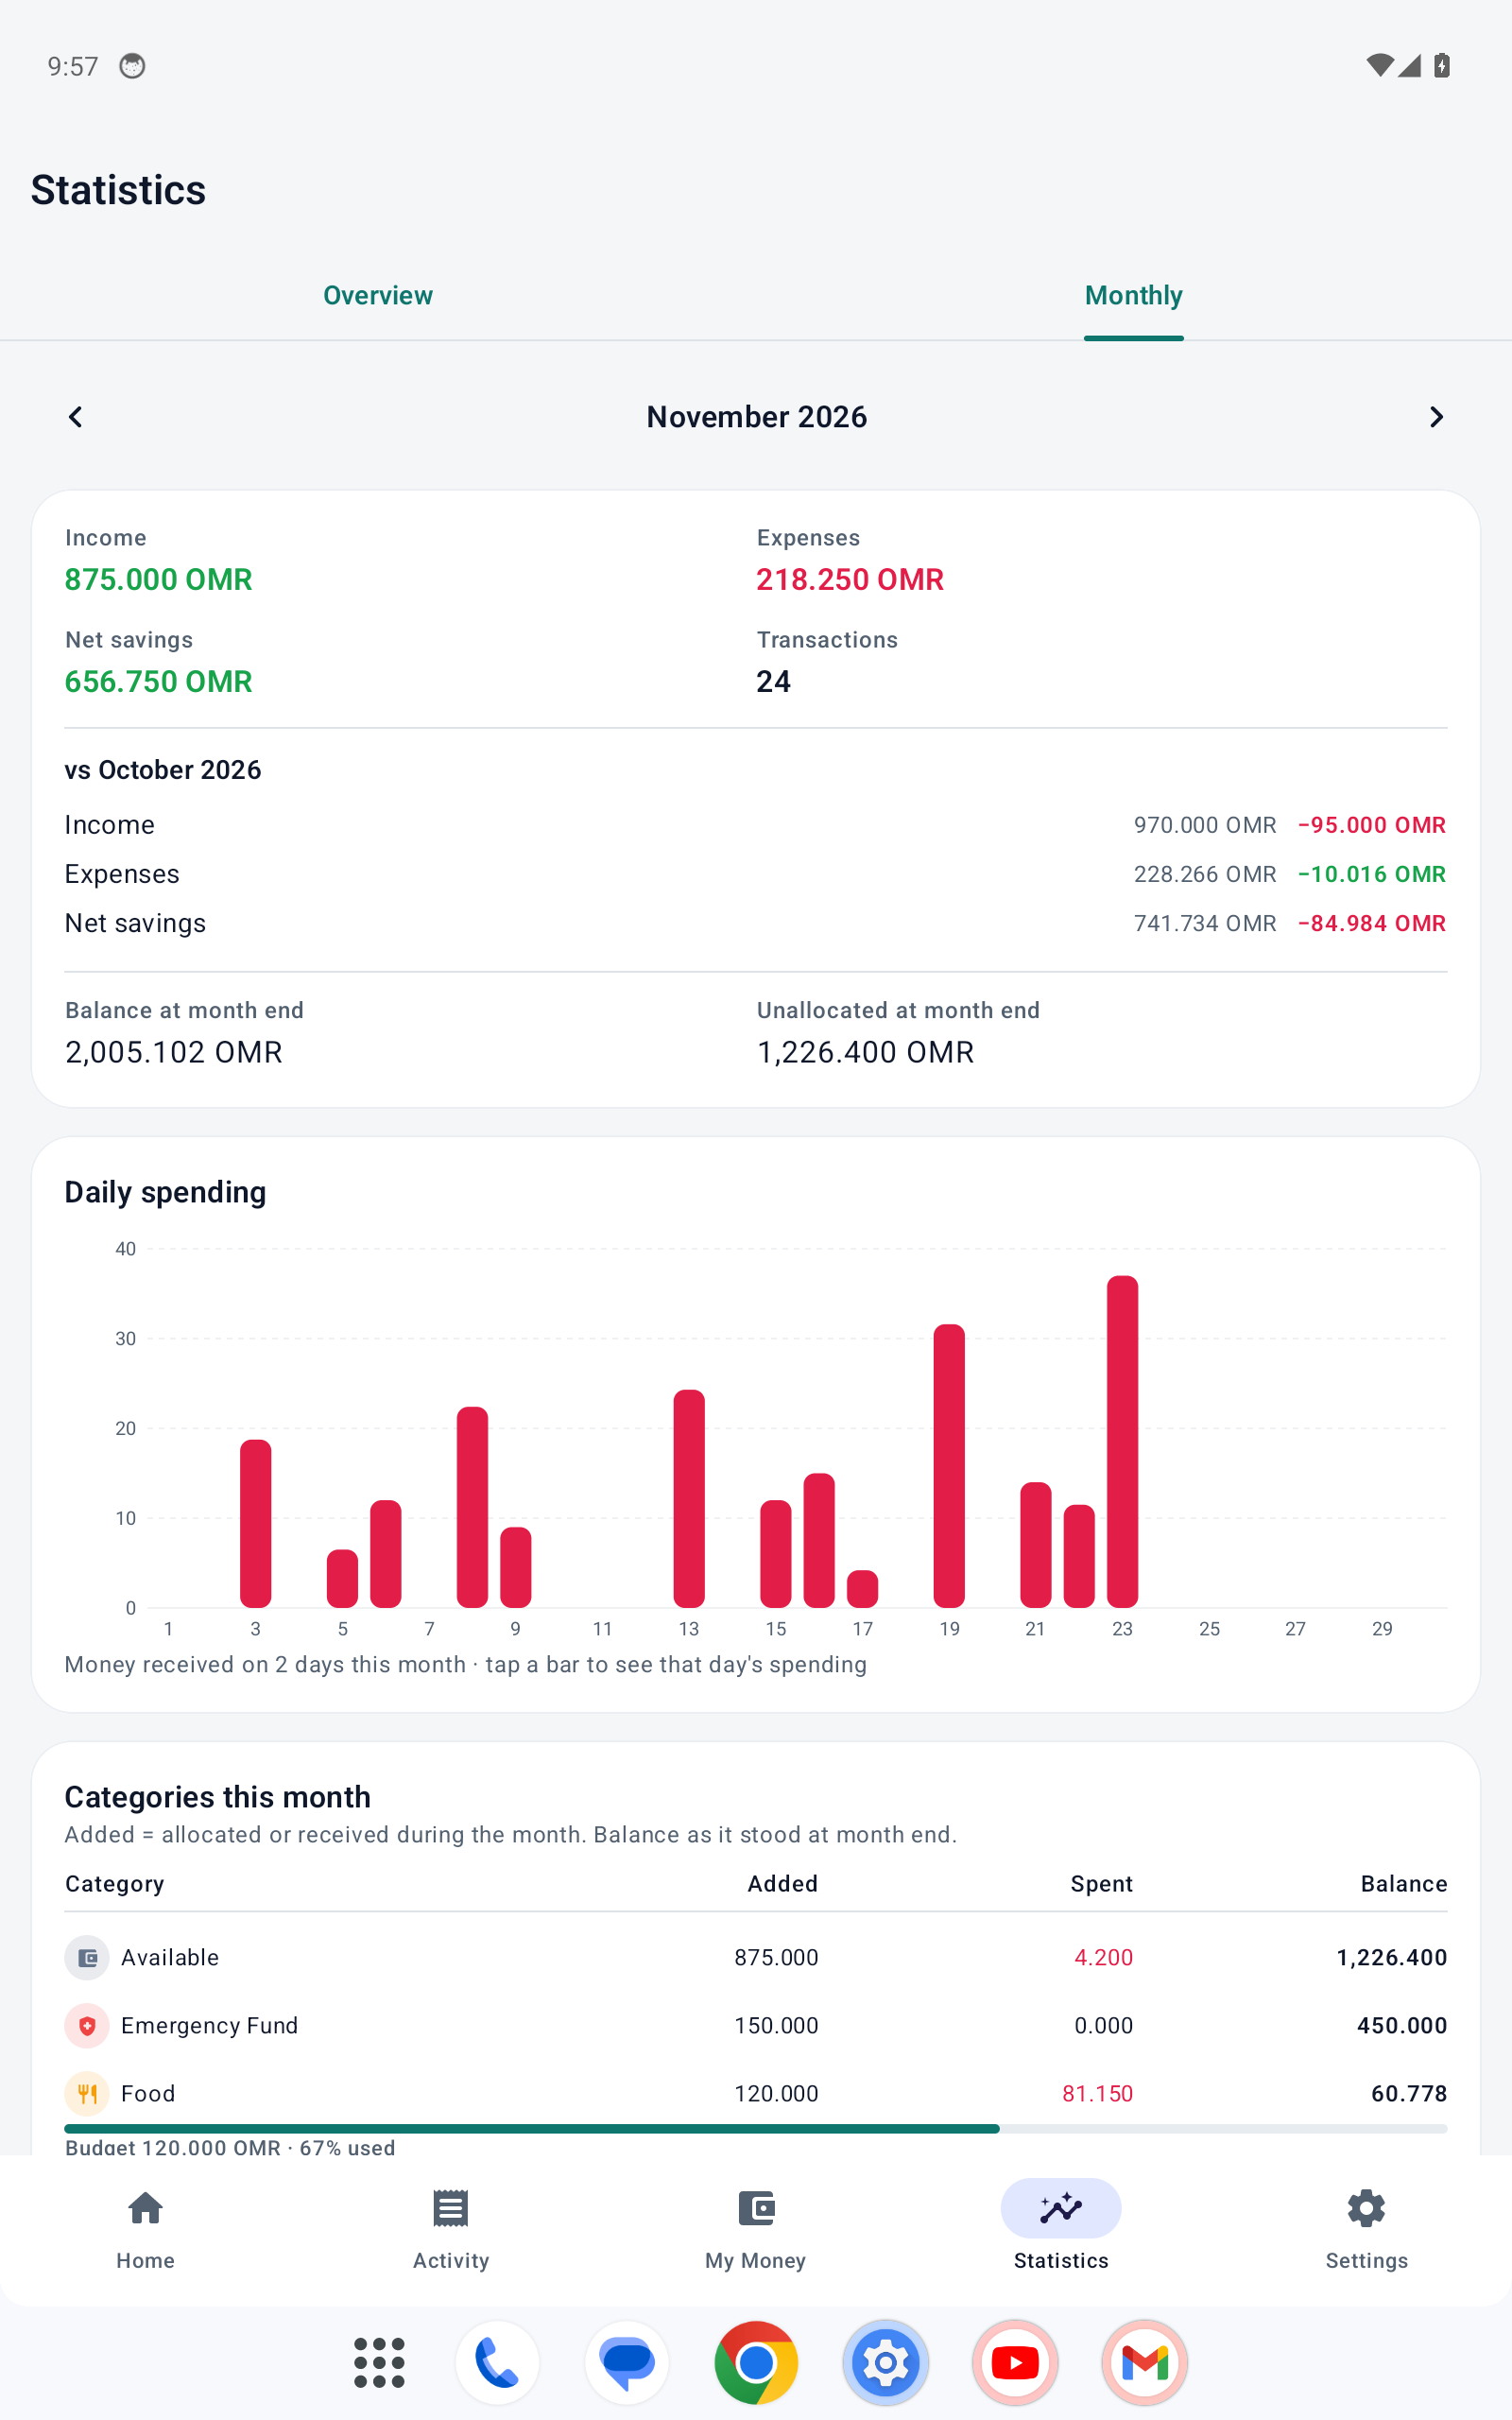 9:57
Statistics
Overview Monthly
November 2026
Income Expenses
875.000 OMR 218.250 OMR
Net savings Transactions
656.750 OMR 24
vs October 2026
Income 970.000 OMR −95.000 OMR
Expenses 228.266 OMR −10.016 OMR
Net savings 741.734 OMR −84.984 OMR
Balance at month end Unallocated at month end
2,005.102 OMR 1,226.400 OMR
Daily spending
40
30
20
10
0
1 3 5 7 9 11 13 15 17 19 21 23 25 27 29
Money received on 2 days this month · tap a bar to see that day's spending
Categories this month
Added = allocated or received during the month. Balance as it stood at month end.
Category Added Spent Balance
Available 875.000 4.200 1,226.400
Emergency Fund 150.000 0.000 450.000
Food 120.000 81.150 60.778
Budget 120.000 OMR · 67% used
Home Activity My Money Statistics Settings